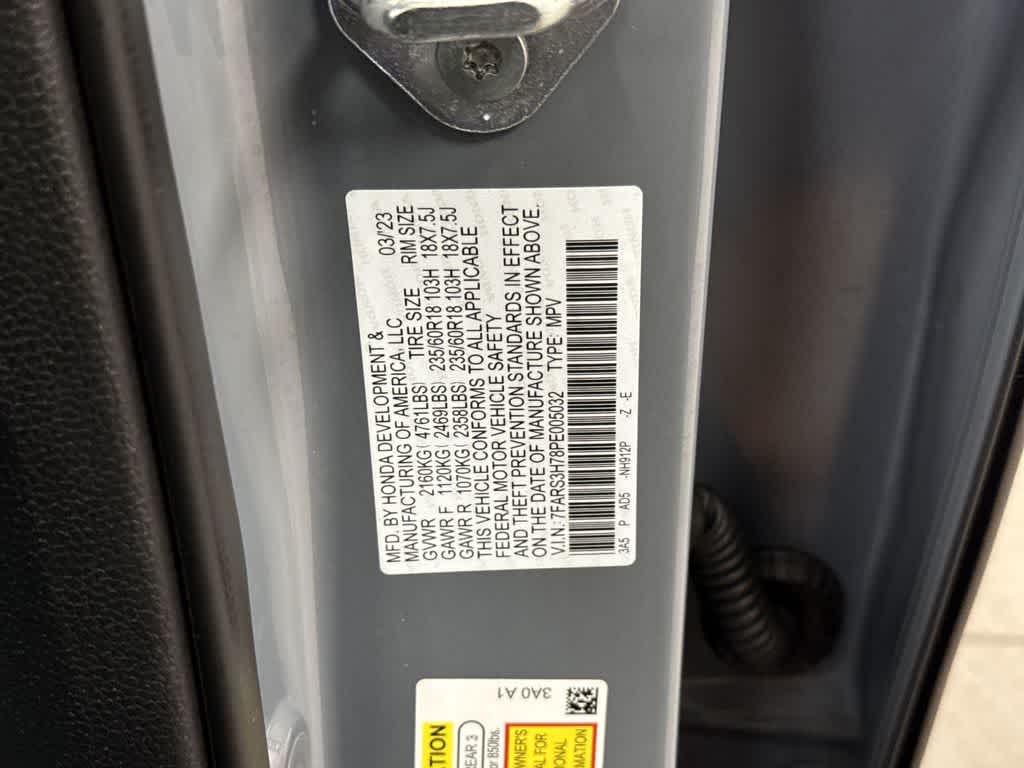 MFD. BY HONDA DEVELOPMENT &
MANUFACTURING OF AMERICA, LLC 03/'23
GVWR 2160KG( 4761LBS) TIRE SIZE RIM SIZE
GAWR F 1120KG( 2469LBS) 235/60R18 103H 18X7.5J
GAWR R 1070KG( 2358LBS) 235/60R18 103H 18X7.5J
THIS VEHICLE CONFORMS TO ALL APPLICABLE
FEDERAL MOTOR VEHICLE SAFETY
AND THEFT PREVENTION STANDARDS IN EFFECT
ON THE DATE OF MANUFACTURE SHOWN ABOVE.
V.I.N.: 7FARS3H78PE005032 TYPE: MPV
3A5 P AD5 -NH912P -Z -E
3A0 A1
REAR 3
850lbs.